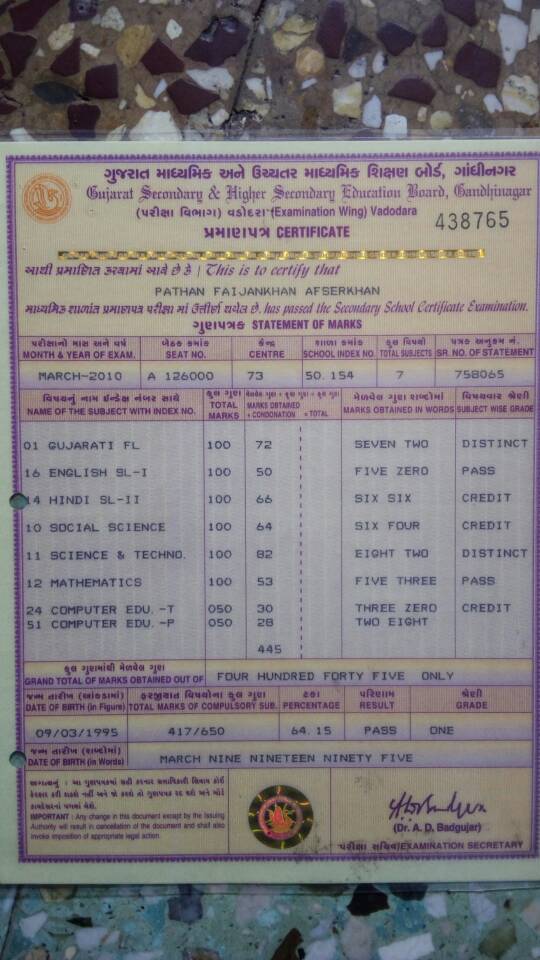 ગુજરાત માધ્યમિક અને ઉચ્ચતર માધ્યમિક શિક્ષણ બોર્ડ, ગાંધીનગર
Gujarat Secondary & Higher Secondary Education Board, Gandhinagar
(પરીક્ષા વિભાગ) વડોદરા (Examination Wing) Vadodara
438765
પ્રમાણપત્ર CERTIFICATE
આથી પ્રમાણિત કરવામાં આવે છે કે | This is to certify that
PATHAN FAIJANKHAN AFSERKHAN
માધ્યમિક શાળાંત પ્રમાણપત્ર પરીક્ષા માં ઉત્તીર્ણ થયેલ છે. has passed the Secondary School Certificate Examination.
ગુણપત્રક STATEMENT OF MARKS
પરીક્ષાનો માસ અને વર્ષ બેઠક ક્રમાંક કેન્દ્ર શાળા ક્રમાંક કુલ વિષયો પત્રક અનુક્રમ નં.
MONTH & YEAR OF EXAM. SEAT NO. CENTRE SCHOOL INDEX NO. TOTAL SUBJECTS SR. NO. OF STATEMENT
MARCH-2010 A 126000 73 50.154 7 758065
વિષયનું નામ ઈન્ડેક્ષ નંબર સાથે કુલ ગુણ મેળવેલ ગુણ શબ્દોમાં વિષયવાર શ્રેણી
NAME OF THE SUBJECT WITH INDEX NO. TOTAL MARKS MARKS OBTAINED + CONDONATION = TOTAL MARKS OBTAINED IN WORDS SUBJECT WISE GRADE
01 GUJARATI FL 100 72 SEVEN TWO DISTINCT
16 ENGLISH SL-I 100 50 FIVE ZERO PASS
14 HINDI SL-II 100 66 SIX SIX CREDIT
10 SOCIAL SCIENCE 100 64 SIX FOUR CREDIT
11 SCIENCE & TECHNO. 100 82 EIGHT TWO DISTINCT
12 MATHEMATICS 100 53 FIVE THREE PASS
24 COMPUTER EDU.-T 050 30 THREE ZERO CREDIT
51 COMPUTER EDU.-P 050 28 TWO EIGHT
445
કુલ ગુણમાંથી મેળવેલ ગુણ
GRAND TOTAL OF MARKS OBTAINED OUT OF FOUR HUNDRED FORTY FIVE ONLY
જન્મ તારીખ (આંકડામાં) ફરજીયાત વિષયોના કુલ ગુણ ટકા પરિણામ શ્રેણી
DATE OF BIRTH (in Figure) TOTAL MARKS OF COMPULSORY SUB. PERCENTAGE RESULT GRADE
09/03/1995 417/650 64.15 PASS ONE
જન્મ તારીખ (શબ્દોમાં)
DATE OF BIRTH (in Words) MARCH NINE NINETEEN NINETY FIVE
IMPORTANT : Any change in this document except by the Issuing
Authority will result in cancellation of the document and shall also
invoke imposition of appropriate legal action.
(Dr. A. D. Badgujar)
પરીક્ષા સચિવ/EXAMINATION SECRETARY